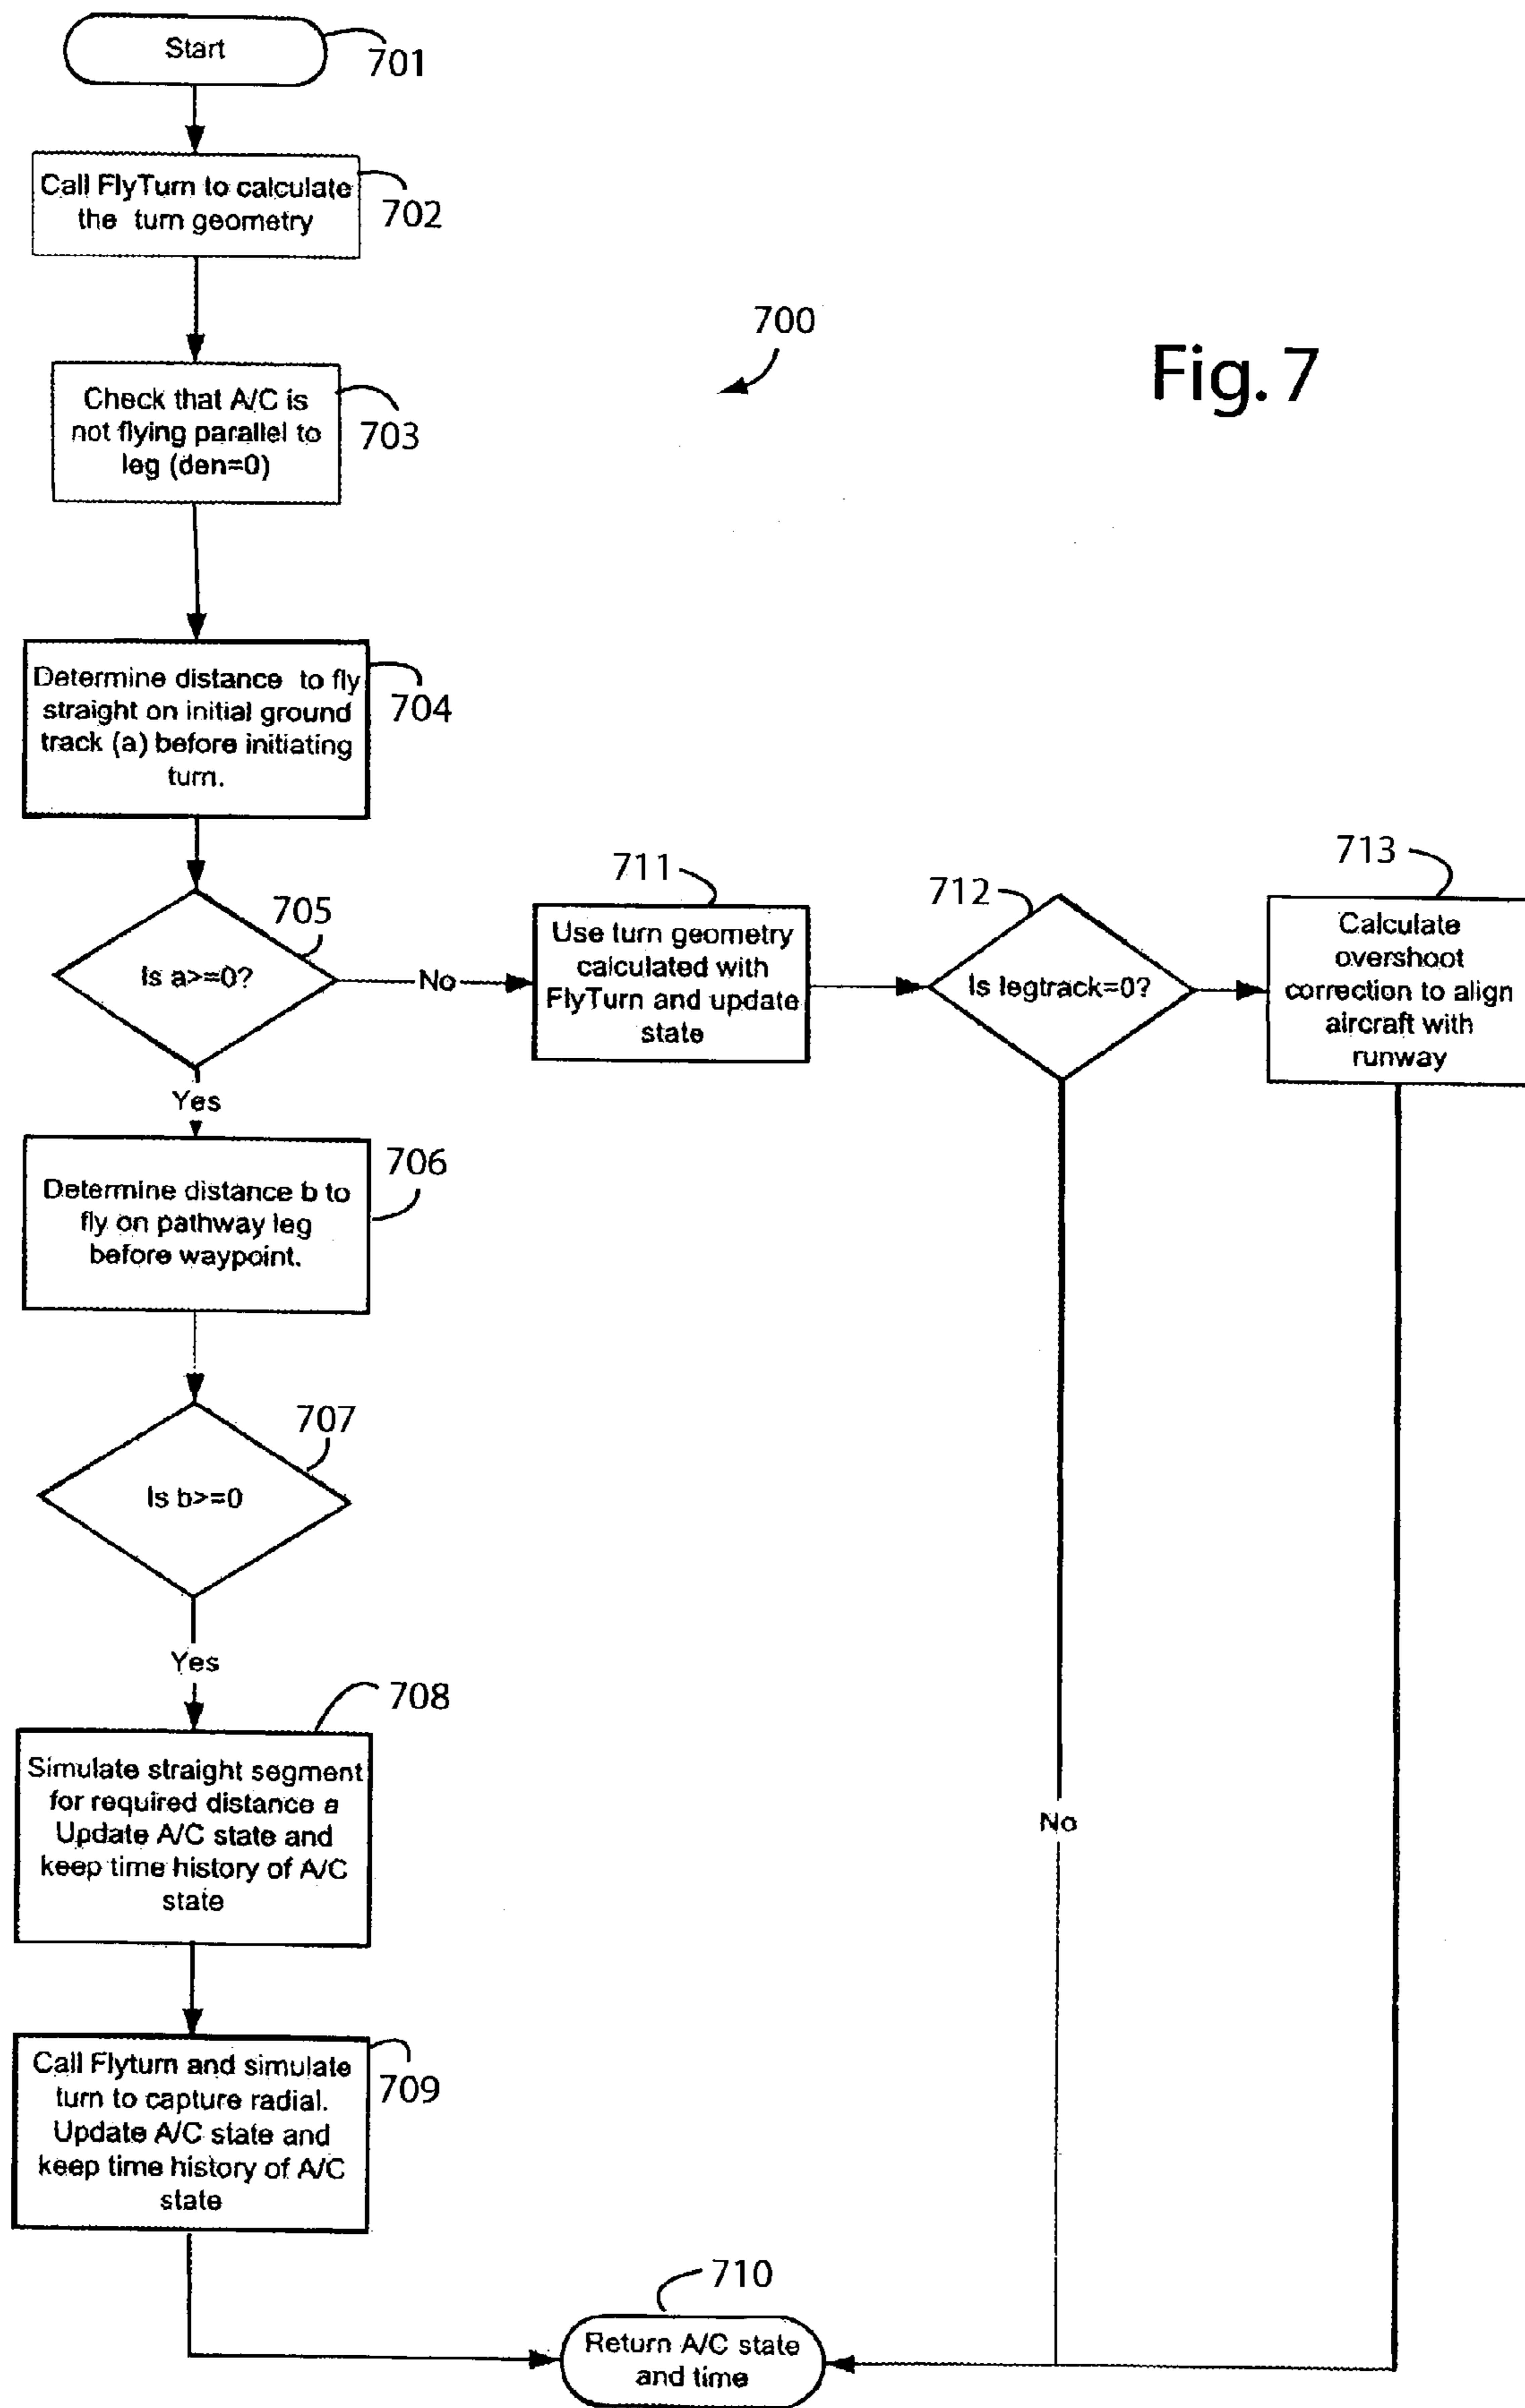 Start
701
Call FlyTurn to calculate
the turn geometry
702
700
Fig. 7
Check that A/C is
not flying parallel to
leg (den=0)
703
Determine distance to fly
straight on initial ground
track (a) before initiating
turn.
704
Is a>=0?
705
No
711
Use turn geometry
calculated with
FlyTurn and update
state
712
Is legtrack=0?
713
Calculate
overshoot
correction to align
aircraft with
runway
Yes
Determine distance b to
fly on pathway leg
before waypoint.
706
707
Is b>=0
Yes
708
Simulate straight segment
for required distance a
Update A/C state and
keep time history of A/C
state
No
Call Flyturn and simulate
turn to capture radial.
Update A/C state and
keep time history of A/C
state
709
710
Return A/C state
and time